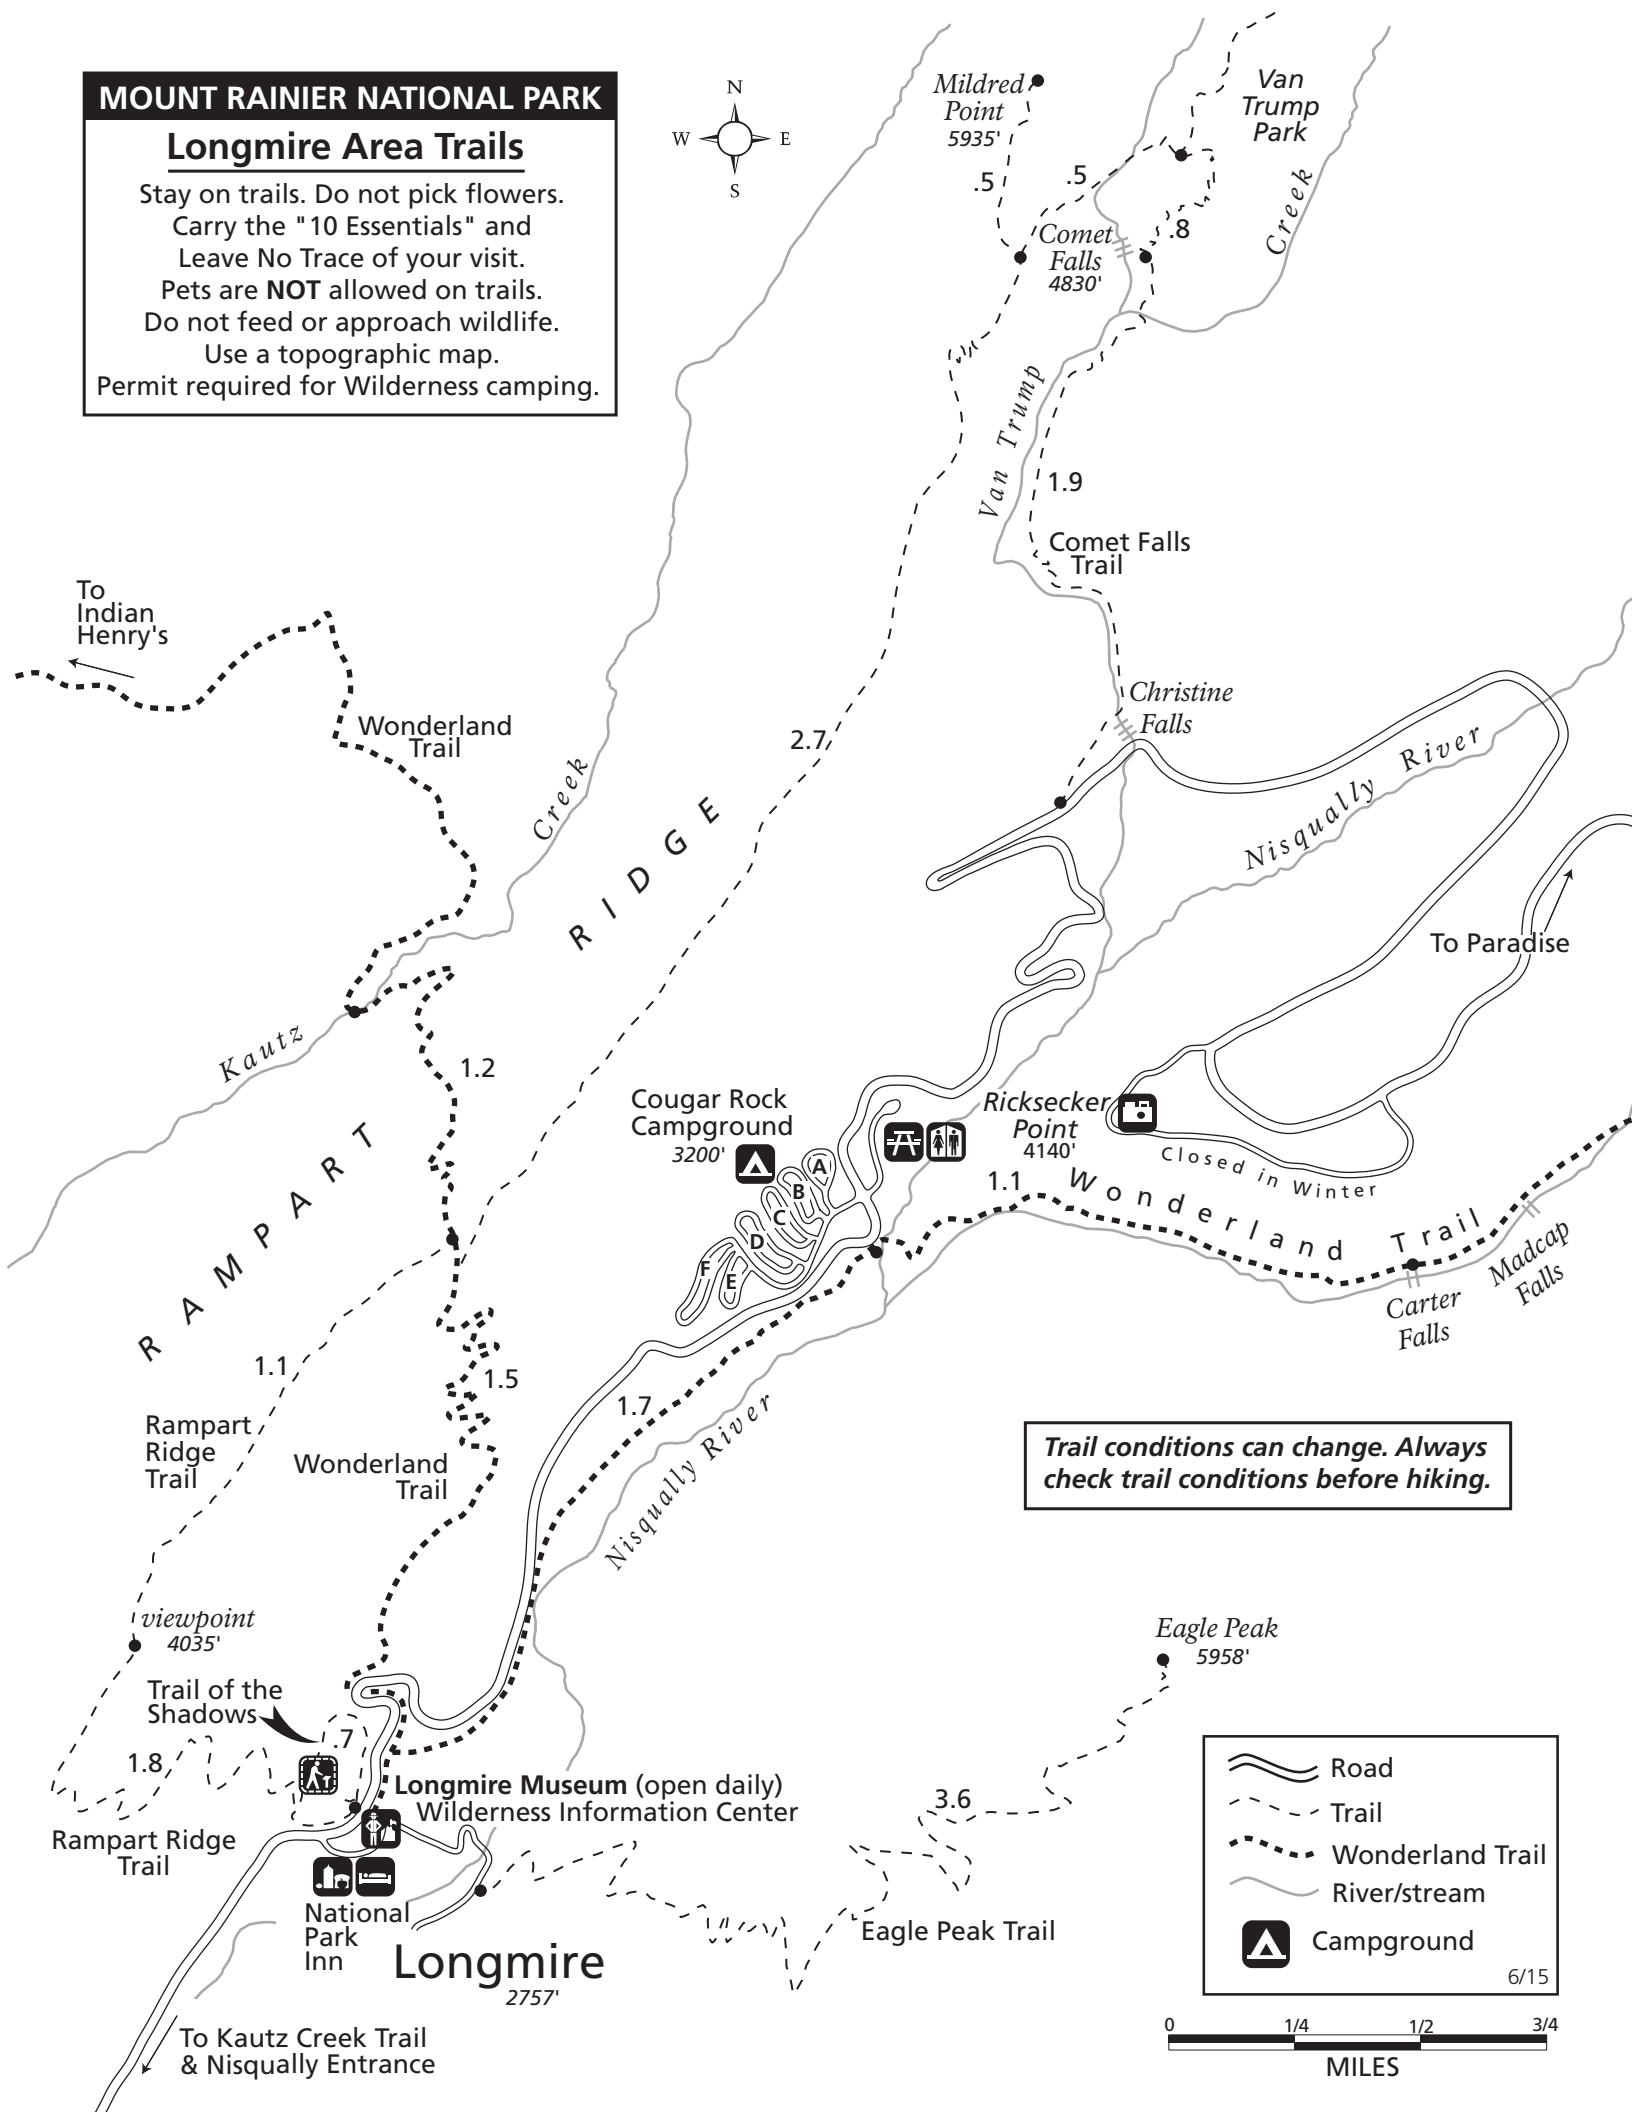 MOUNT RAINIER NATIONAL PARK
Longmire Area Trails
Stay on trails. Do not pick flowers.
Carry the "10 Essentials" and
Leave No Trace of your visit.
Pets are NOT allowed on trails.
Do not feed or approach wildlife.
Use a topographic map.
Permit required for Wilderness camping.
N
W
E
S
Mildred
Point
5935'
Van
Trump
Park
.5
.5
.8
Comet
Falls
4830'
Creek
Van Trump
1.9
Comet Falls
Trail
To
Indian
Henry's
Wonderland
Trail
Christine
Falls
2.7
Nisqually River
Creek
RIDGE
To Paradise
Kautz
1.2
Cougar Rock
Campground
3200'
A
B
C
D
E
F
Ricksecker
Point
4140'
Closed in Winter
1.1
Wonderland Trail
Madcap
Falls
Carter
Falls
RAMPART
1.1
1.5
1.7
Rampart
Ridge
Trail
Wonderland
Trail
Nisqually River
Trail conditions can change. Always
check trail conditions before hiking.
viewpoint
4035'
Eagle Peak
5958'
Trail of the
Shadows
.7
1.8
Rampart Ridge
Trail
Longmire Museum (open daily)
Wilderness Information Center
3.6
Eagle Peak Trail
National
Park
Inn
Longmire
2757'
To Kautz Creek Trail
& Nisqually Entrance
Road
Trail
Wonderland Trail
River/stream
Campground
6/15
0
1/4
1/2
3/4
MILES